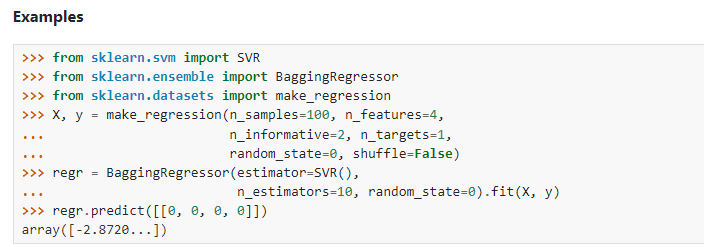 Examples
>>> from sklearn.svm import SVR
>>> from sklearn.ensemble import BaggingRegressor
>>> from sklearn.datasets import make_regression
>>> X, y = make_regression(n_samples=100, n_features=4,
...                        n_informative=2, n_targets=1,
...                        random_state=0, shuffle=False)
>>> regr = BaggingRegressor(estimator=SVR(),
...                         n_estimators=10, random_state=0).fit(X, y)
>>> regr.predict([[0, 0, 0, 0]])
array([-2.8720...])